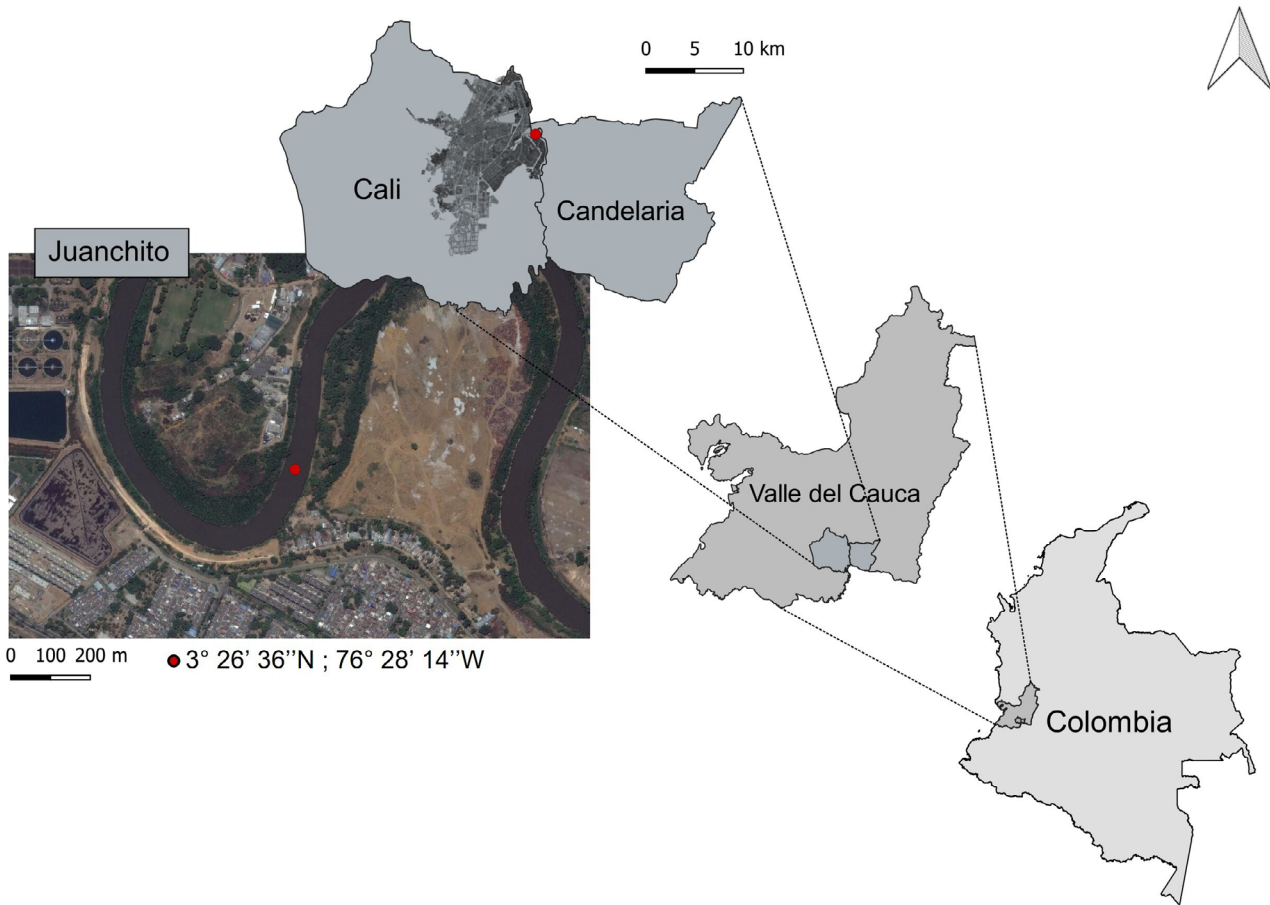 0 5 10 km
Cali
Candelaria
Juanchito
Valle del Cauca
0 100 200 m
3° 26’ 36’’N ; 76° 28’ 14’’W
Colombia